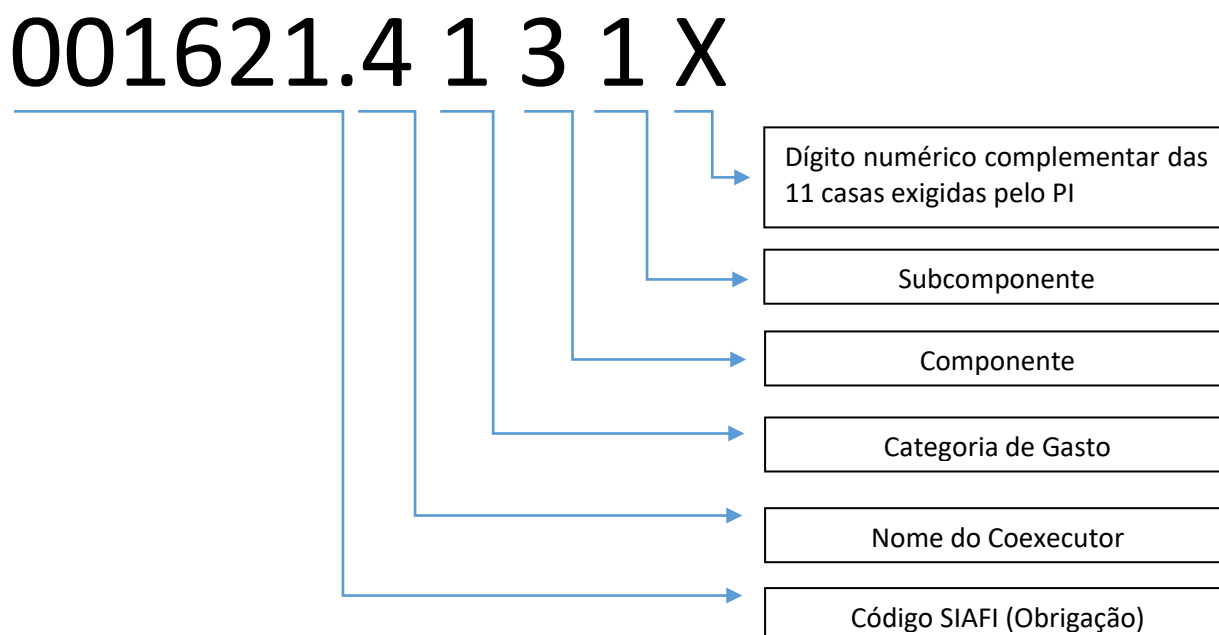 001621.4 1 3 1 X
Dígito numérico complementar das
11 casas exigidas pelo PI
Subcomponente
Componente
Categoria de Gasto
Nome do Coexecutor
Código SIAFI (Obrigação)